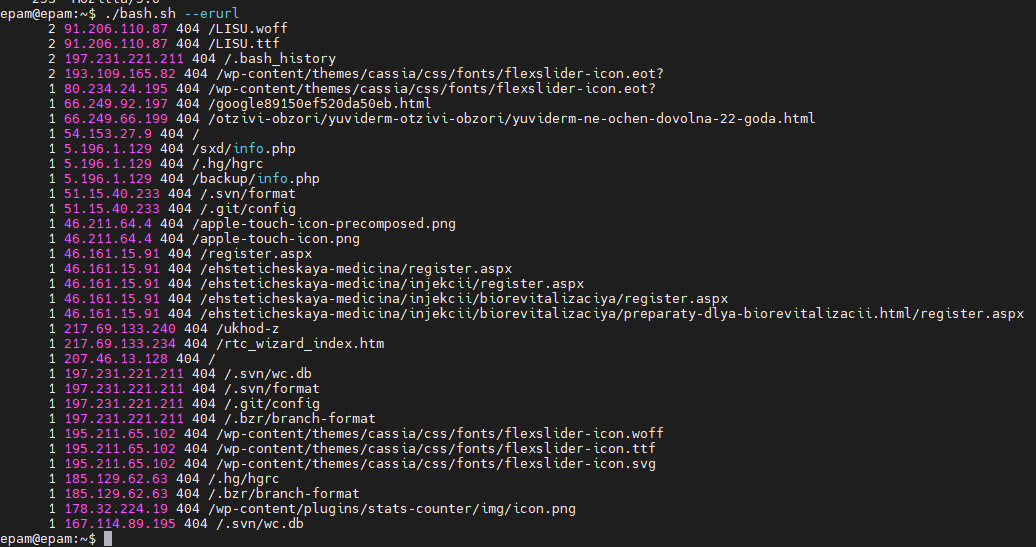 epam@epam:~$ ./bash.sh --erurl
2 91.206.110.87 404 /LISU.woff
2 91.206.110.87 404 /LISU.ttf
2 197.231.221.211 404 /.bash_history
2 193.109.165.82 404 /wp-content/themes/cassia/css/fonts/flexslider-icon.eot?
1 80.234.24.195 404 /wp-content/themes/cassia/css/fonts/flexslider-icon.eot?
1 66.249.92.197 404 /google89150ef520da50eb.html
1 66.249.66.199 404 /otzivi-obzori/yuviderm-otzivi-obzori/yuviderm-ne-ochen-dovolna-22-goda.html
1 54.153.27.9 404 /
1 5.196.1.129 404 /sxd/info.php
1 5.196.1.129 404 /.hg/hgrc
1 5.196.1.129 404 /backup/info.php
1 51.15.40.233 404 /.svn/format
1 51.15.40.233 404 /.git/config
1 46.211.64.4 404 /apple-touch-icon-precomposed.png
1 46.211.64.4 404 /apple-touch-icon.png
1 46.161.15.91 404 /register.aspx
1 46.161.15.91 404 /ehsteticheskaya-medicina/register.aspx
1 46.161.15.91 404 /ehsteticheskaya-medicina/injekcii/register.aspx
1 46.161.15.91 404 /ehsteticheskaya-medicina/injekcii/biorevitalizaciya/register.aspx
1 46.161.15.91 404 /ehsteticheskaya-medicina/injekcii/biorevitalizaciya/preparaty-dlya-biorevitalizacii.html/register.aspx
1 217.69.133.240 404 /ukhod-z
1 217.69.133.234 404 /rtc_wizard_index.htm
1 207.46.13.128 404 /
1 197.231.221.211 404 /.svn/wc.db
1 197.231.221.211 404 /.svn/format
1 197.231.221.211 404 /.git/config
1 197.231.221.211 404 /.bzr/branch-format
1 195.211.65.102 404 /wp-content/themes/cassia/css/fonts/flexslider-icon.woff
1 195.211.65.102 404 /wp-content/themes/cassia/css/fonts/flexslider-icon.ttf
1 195.211.65.102 404 /wp-content/themes/cassia/css/fonts/flexslider-icon.svg
1 185.129.62.63 404 /.hg/hgrc
1 185.129.62.63 404 /.bzr/branch-format
1 178.32.224.19 404 /wp-content/plugins/stats-counter/img/icon.png
1 167.114.89.195 404 /.svn/wc.db
epam@epam:~$